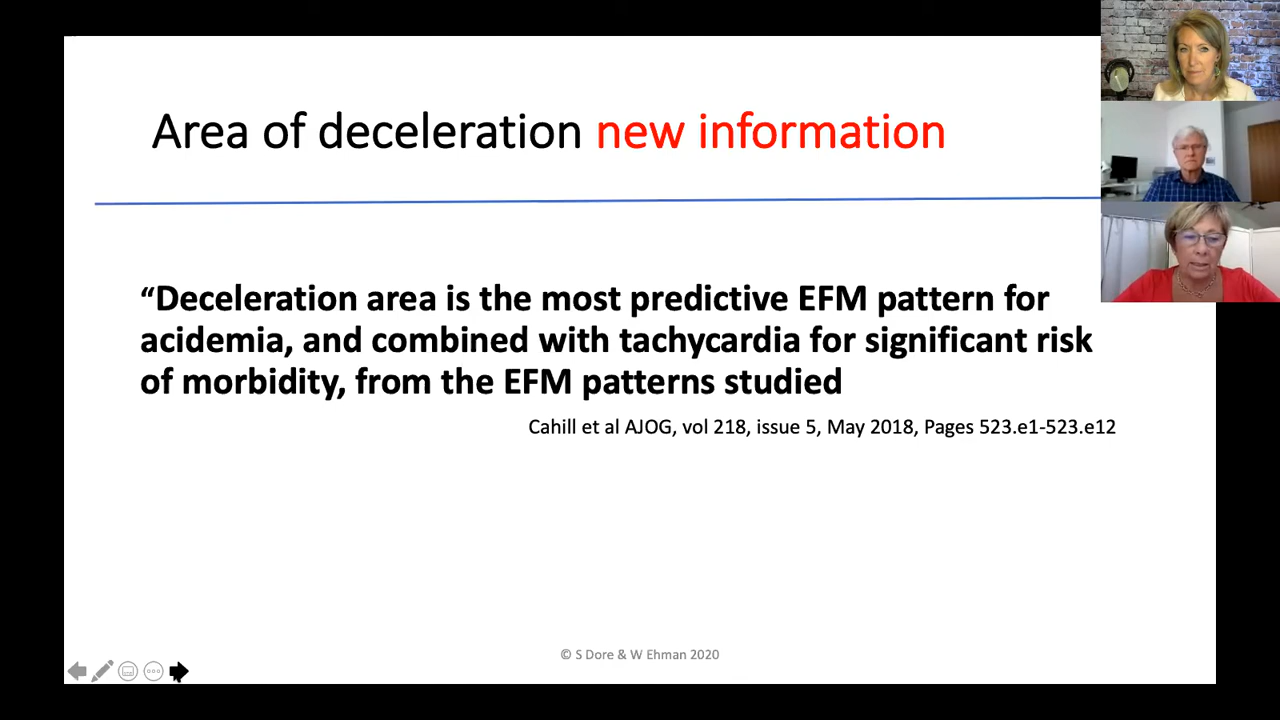 Area of deceleration new information
“Deceleration area is the most predictive EFM pattern for
acidemia, and combined with tachycardia for significant risk
of morbidity, from the EFM patterns studied
Cahill et al AJOG, vol 218, issue 5, May 2018, Pages 523.e1-523.e12
© S Dore & W Ehman 2020